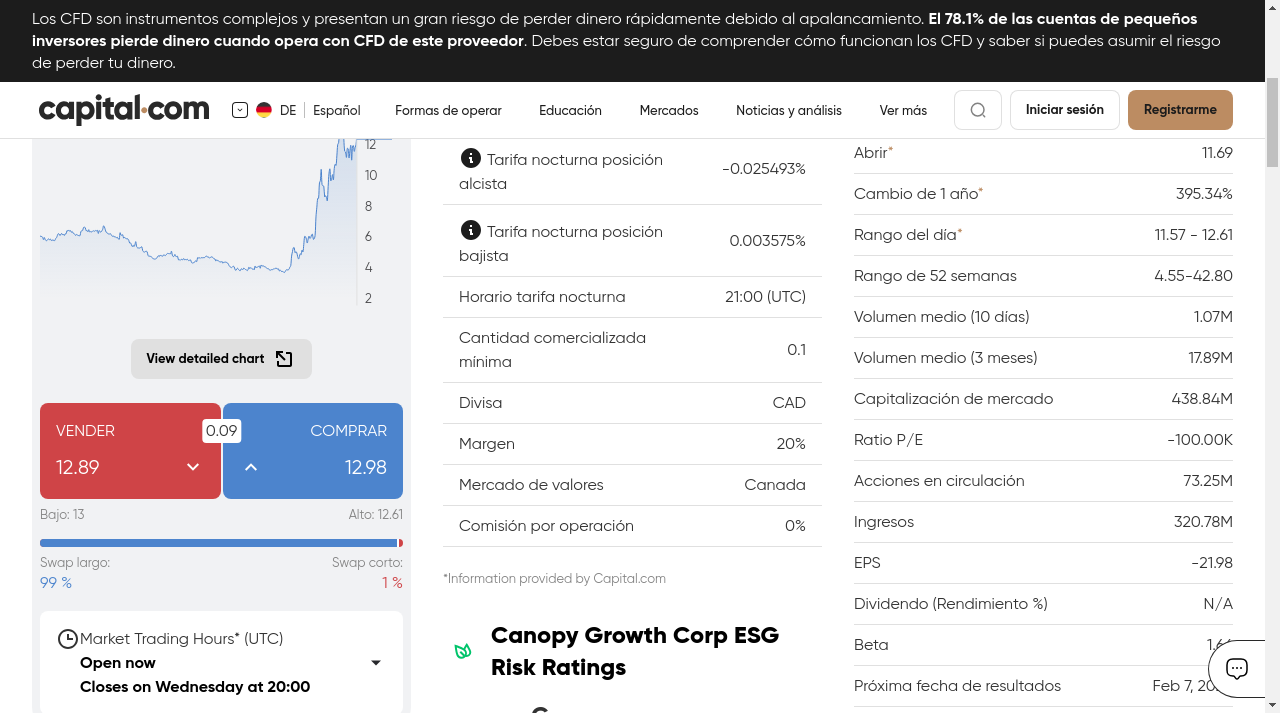 Los CFD son instrumentos complejos y presentan un gran riesgo de perder dinero rápidamente debido al apalancamiento. El 78.1% de las cuentas de pequeños
inversores pierde dinero cuando opera con CFD de este proveedor. Debes estar seguro de comprender cómo funcionan los CFD y saber si puedes asumir el riesgo
de perder tu dinero.
capital.com
DE
Español
Formas de operar
Educación
Mercados
Noticias y análisis
Ver más
Iniciar sesión
Registrarme
12
10
8
6
4
2
View detailed chart
VENDER
0.09
COMPRAR
12.89
12.98
Bajo: 13
Alto: 12.61
Swap largo:
Swap corto:
99 %
1 %
Market Trading Hours* (UTC)
Open now
Closes on Wednesday at 20:00
Tarifa nocturna posición
alcista
-0.025493%
Tarifa nocturna posición
bajista
0.003575%
Horario tarifa nocturna
21:00 (UTC)
Cantidad comercializada
mínima
0.1
Divisa
CAD
Margen
20%
Mercado de valores
Canada
Comisión por operación
0%
*Information provided by Capital.com
Canopy Growth Corp ESG
Risk Ratings
Abrir*
11.69
Cambio de 1 año*
395.34%
Rango del día*
11.57 - 12.61
Rango de 52 semanas
4.55-42.80
Volumen medio (10 días)
1.07M
Volumen medio (3 meses)
17.89M
Capitalización de mercado
438.84M
Ratio P/E
-100.00K
Acciones en circulación
73.25M
Ingresos
320.78M
EPS
-21.98
Dividendo (Rendimiento %)
N/A
Beta
Próxima fecha de resultados
Feb 7,